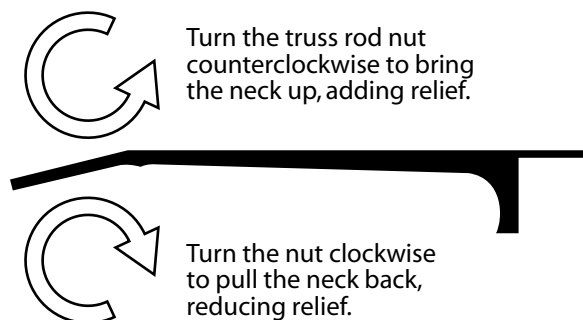 Turn the truss rod nut
counterclockwise to bring
the neck up, adding relief.
Turn the nut clockwise
to pull the neck back,
reducing relief.